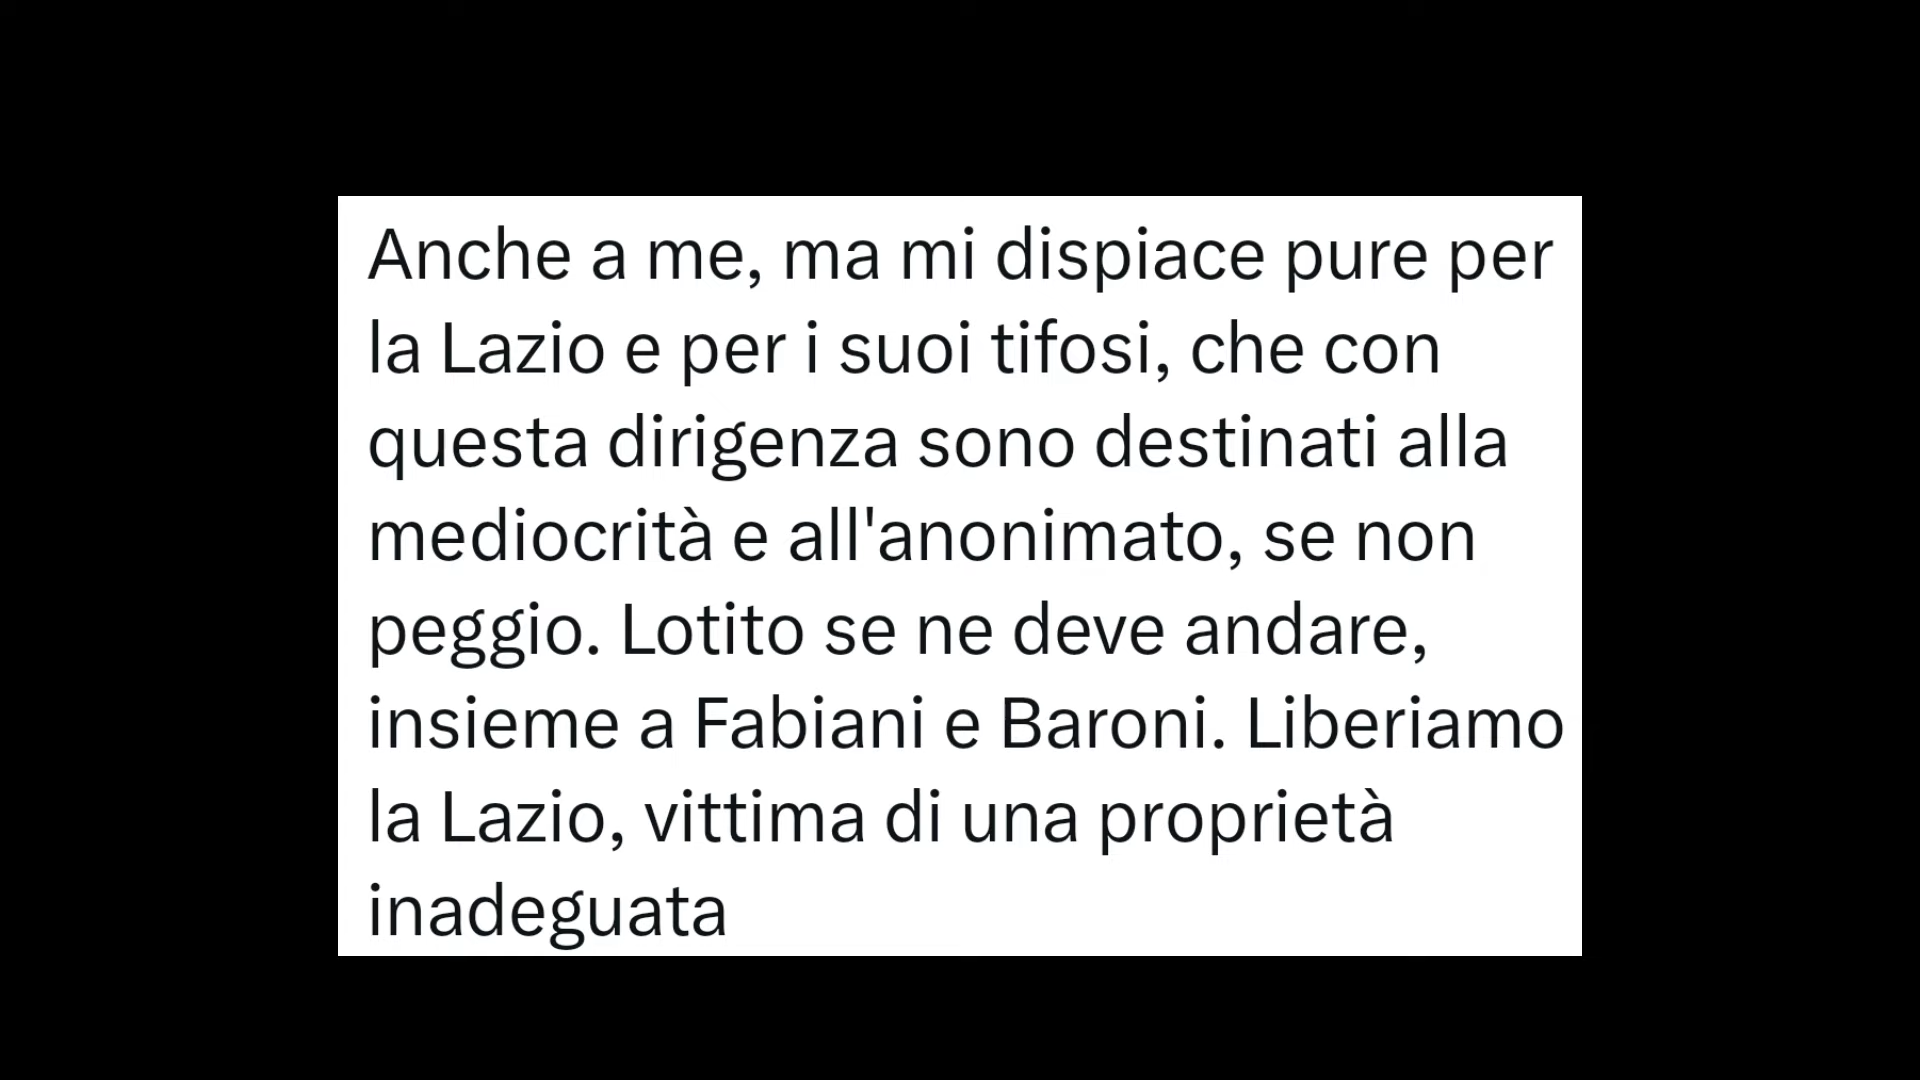 Anche a me, ma mi dispiace pure per
la Lazio e per i suoi tifosi, che con
questa dirigenza sono destinati alla
mediocrità e all'anonimato, se non
peggio. Lotito se ne deve andare,
insieme a Fabiani e Baroni. Liberiamo
la Lazio, vittima di una proprietà
inadeguata